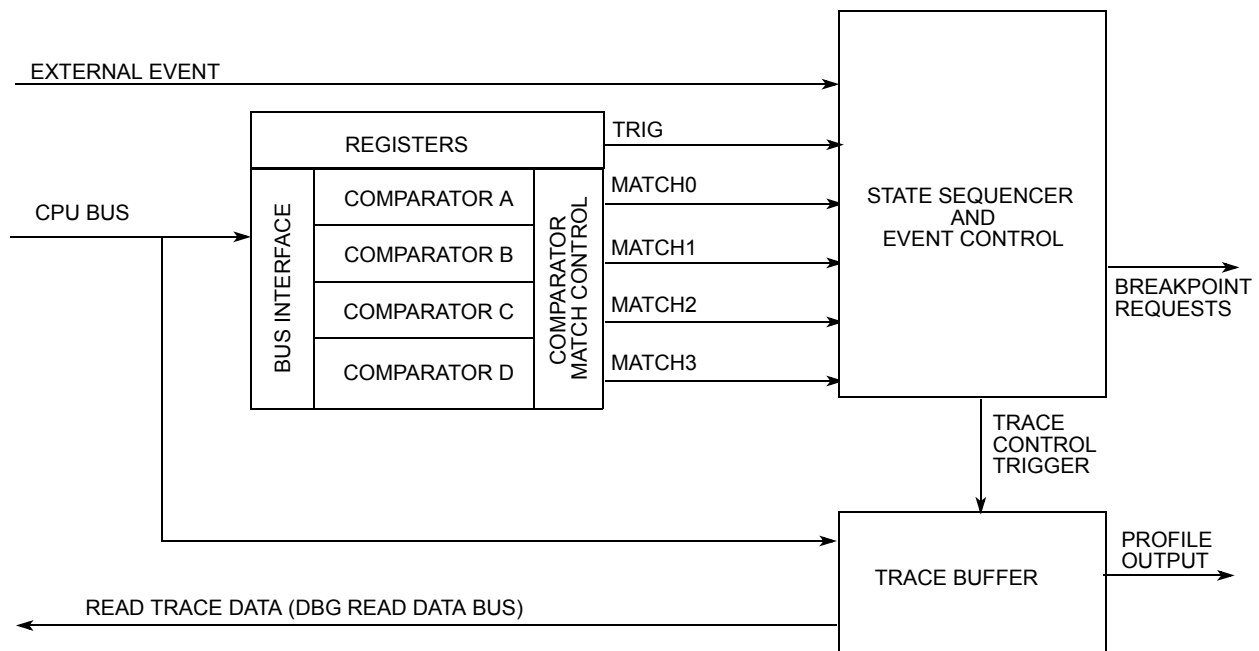 EXTERNAL EVENT
REGISTERS
TRIG
CPU BUS
BUS INTERFACE
COMPARATOR A
COMPARATOR B
COMPARATOR C
COMPARATOR D
COMPARATOR
MATCH CONTROL
MATCH0
MATCH1
MATCH2
MATCH3
STATE SEQUENCER
AND
EVENT CONTROL
BREAKPOINT
REQUESTS
TRACE
CONTROL
TRIGGER
TRACE BUFFER
PROFILE
OUTPUT
READ TRACE DATA (DBG READ DATA BUS)